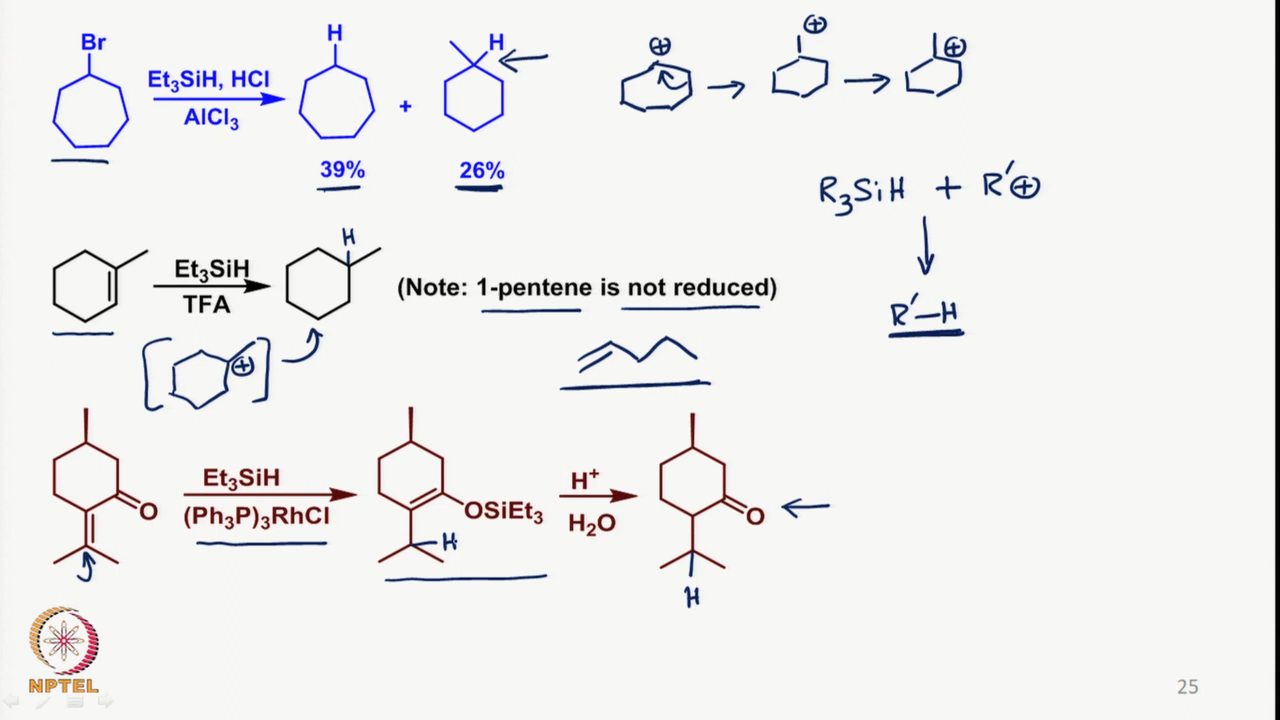 Br
Et₃SiH, HCl
AlCl₃
H
+
H
39%
26%
⊕ → ⊕ → ⊕
R₃SiH + R'⊕
R'–H
Et₃SiH
TFA
H
(Note: 1-pentene is not reduced)
⊕
O
Et₃SiH
(Ph₃P)₃RhCl
OSiEt₃
H
H⁺
H₂O
O
H
NPTEL
25